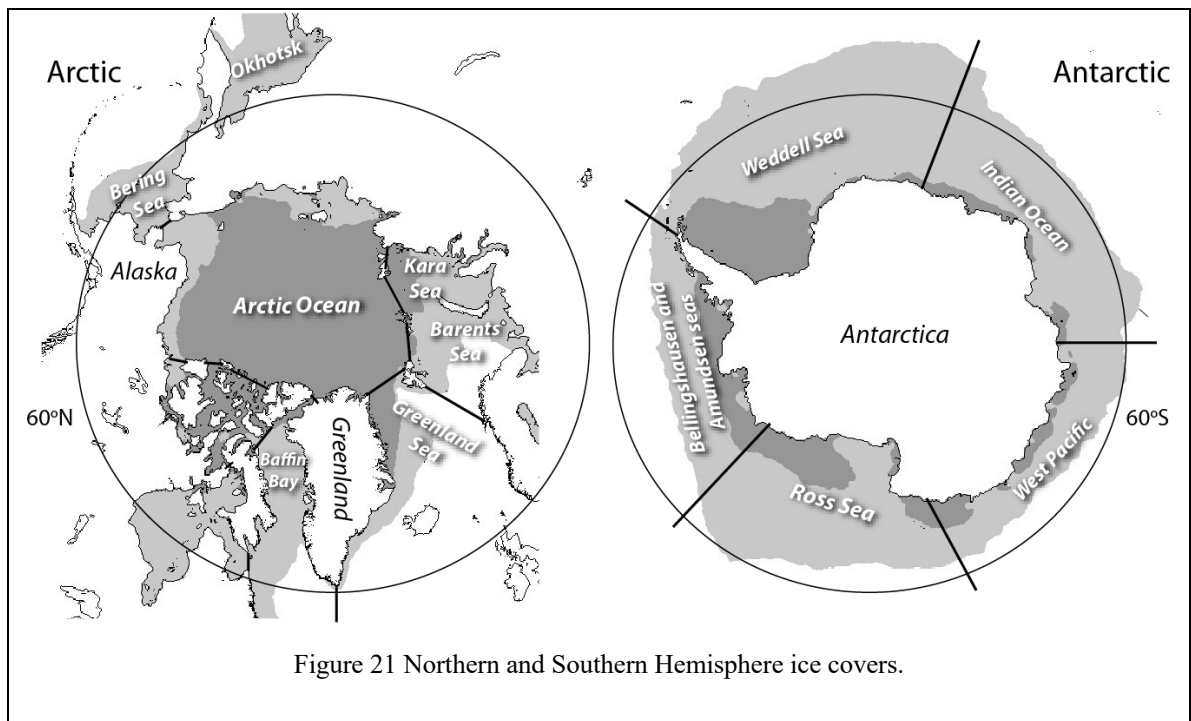 Arctic
Okhotsk
Bering
Sea
Alaska
Arctic Ocean
Kara
Sea
Barents
Sea
60ºN
Greenland
Sea
Baffin
Bay
Greenland
Antarctic
Weddell Sea
Indian Ocean
Bellingshausen and
Amundsen seas
Antarctica
60ºS
West Pacific
Ross Sea
Figure 21 Northern and Southern Hemisphere ice covers.